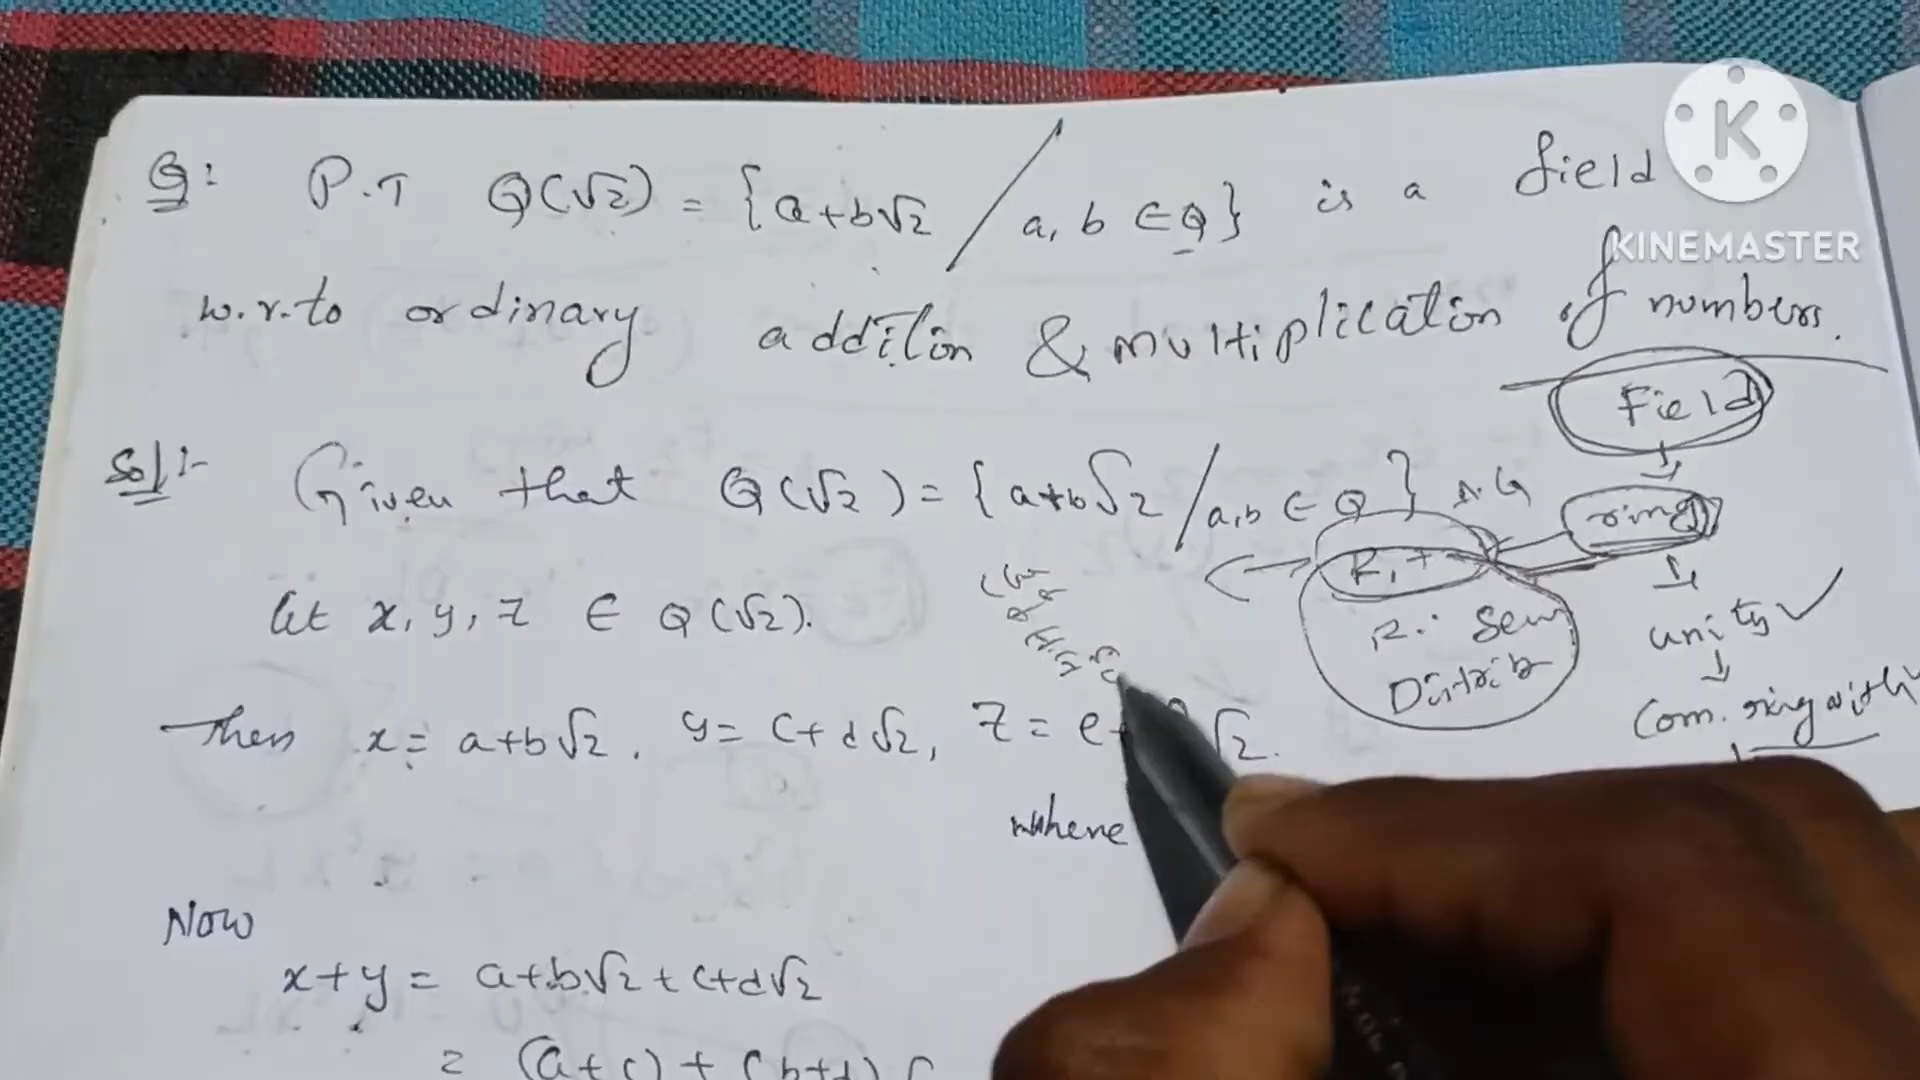 Q: P.T Q(√2) = {a+b√2 / a, b ∈ Q} is a field
K
KINEMASTER
w.r.to ordinary addition & multiplication of numbers.
Field
Sol:- Given that Q(√2) = {a+b√2 / a,b ∈ Q}
ring
R,+
let x, y, z ∈ Q(√2).
R.
unity ✓
Distrib
Com. ring with
Then x = a+b√2, y = c+d√2, z = e √2.
where
Now
x+y = a+b√2 + c+d√2
= (a+c) + (b+d)